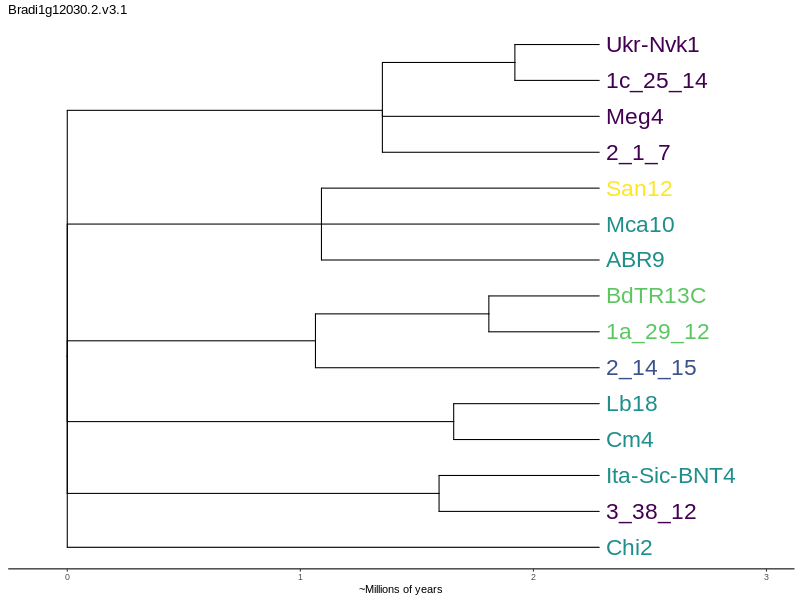 Bradi1g12030.2.v3.1
Ukr-Nvk1
1c_25_14
Meg4
2_1_7
San12
Mca10
ABR9
BdTR13C
1a_29_12
2_14_15
Lb18
Cm4
Ita-Sic-BNT4
3_38_12
Chi2
0 1 2 3
~Millions of years